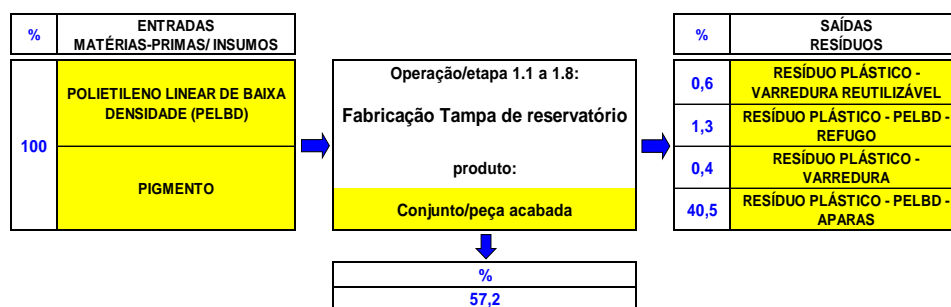 %
ENTRADAS
MATÉRIAS-PRIMAS/ INSUMOS
100
POLIETILENO LINEAR DE BAIXA
DENSIDADE (PELBD)
PIGMENTO
Operação/etapa 1.1 a 1.8:
Fabricação Tampa de reservatório
produto:
Conjunto/peça acabada
%
57,2
%
SAÍDAS
RESÍDUOS
0,6
RESÍDUO PLÁSTICO -
VARREDURA REUTILIZÁVEL
1,3
RESÍDUO PLÁSTICO - PELBD -
REFUGO
0,4
RESÍDUO PLÁSTICO -
VARREDURA
40,5
RESÍDUO PLÁSTICO - PELBD -
APARAS